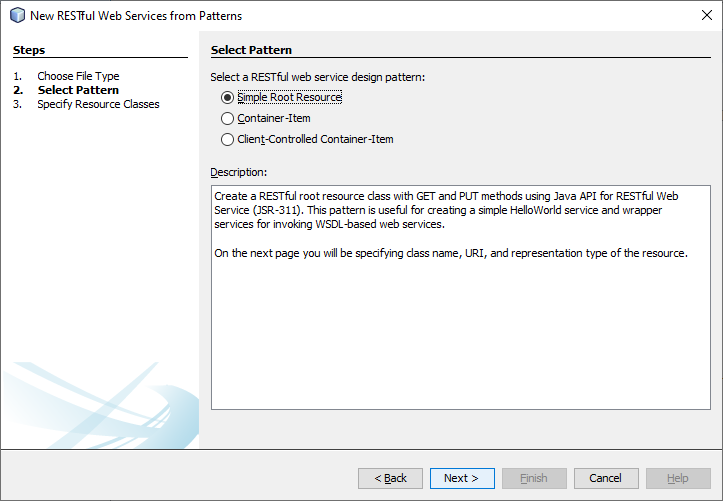 New RESTful Web Services from Patterns
Steps
1. Choose File Type
2. Select Pattern
3. Specify Resource Classes
Select Pattern
Select a RESTful web service design pattern:
Simple Root Resource
Container-Item
Client-Controlled Container-Item
Description:
Create a RESTful root resource class with GET and PUT methods using Java API for RESTful Web
Service (JSR-311). This pattern is useful for creating a simple HelloWorld service and wrapper
services for invoking WSDL-based web services.
On the next page you will be specifying class name, URI, and representation type of the resource.
< Back
Next >
Finish
Cancel
Help